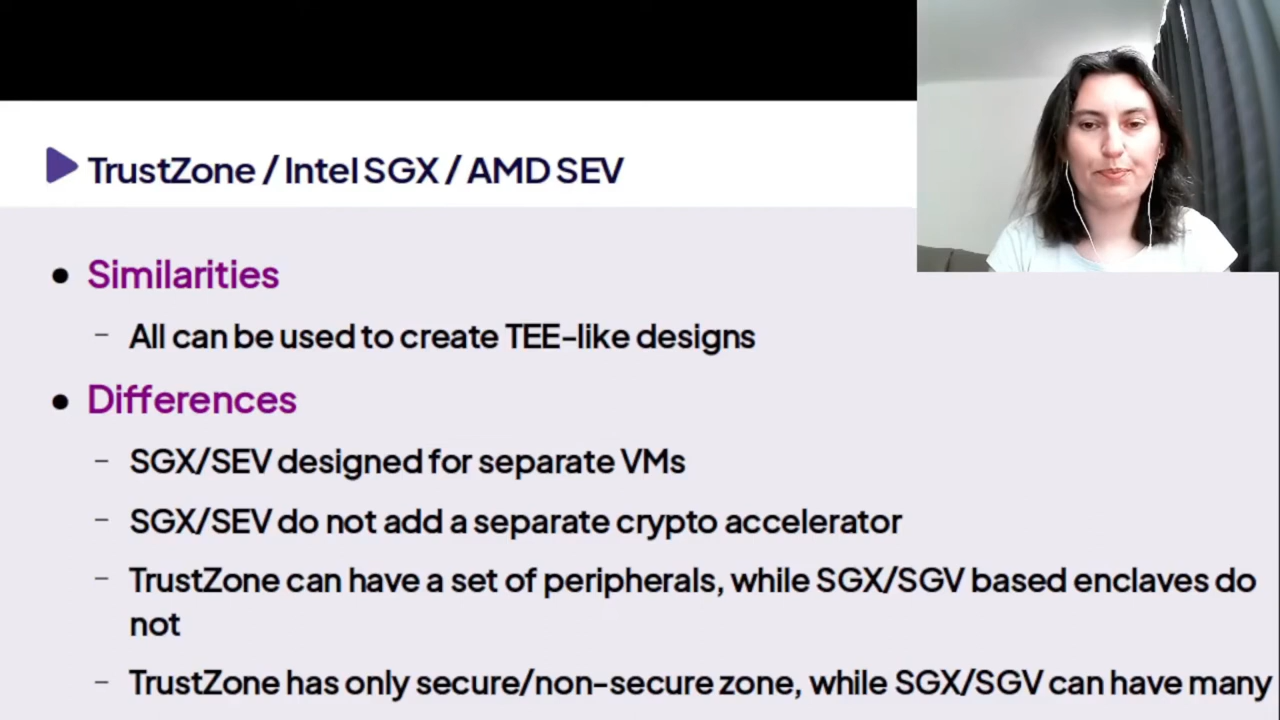 TrustZone / Intel SGX / AMD SEV
Similarities
All can be used to create TEE-like designs
Differences
SGX/SEV designed for separate VMs
SGX/SEV do not add a separate crypto accelerator
TrustZone can have a set of peripherals, while SGX/SGV based enclaves do
not
TrustZone has only secure/non-secure zone, while SGX/SGV can have many